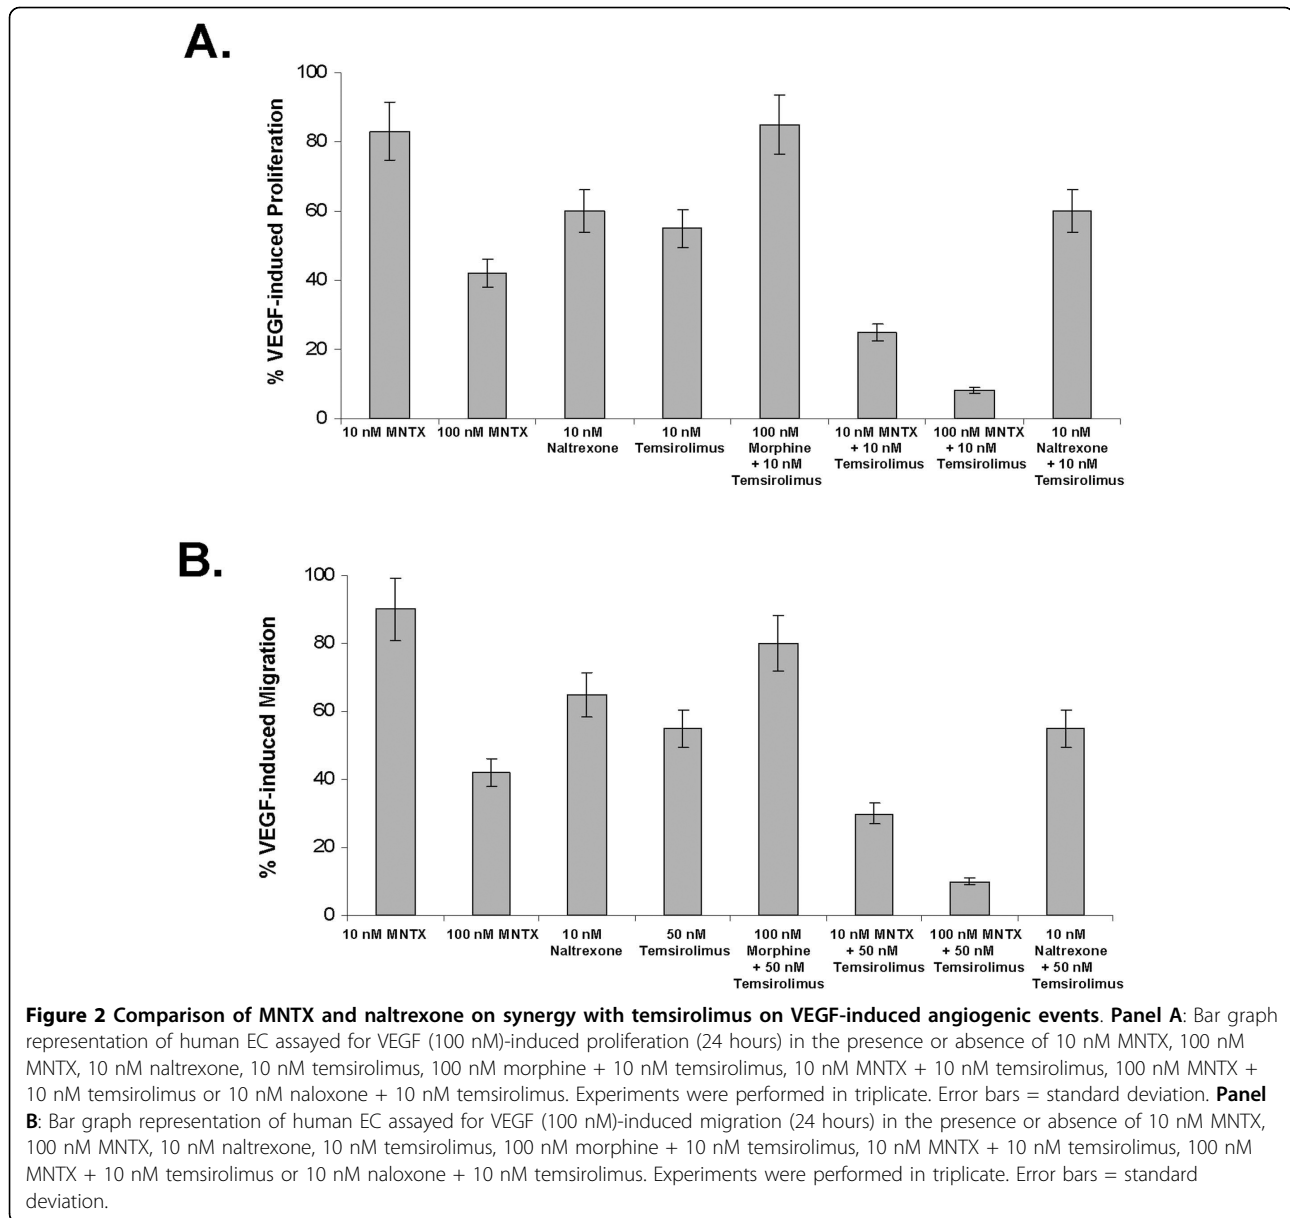 A.
% VEGF-induced Proliferation
100
80
60
40
20
0
10 nM MNTX
100 nM MNTX
10 nM
Naltrexone
10 nM
Temsirolimus
100 nM
Morphine
+ 10 nM
Temsirolimus
10 nM MNTX
+ 10 nM
Temsirolimus
100 nM MNTX
+ 10 nM
Temsirolimus
10 nM
Naltrexone
+ 10 nM
Temsirolimus
B.
% VEGF-induced Migration
100
80
60
40
20
0
10 nM MNTX
100 nM MNTX
10 nM
Naltrexone
50 nM
Temsirolimus
100 nM
Morphine
+ 50 nM
Temsirolimus
10 nM MNTX
+ 50 nM
Temsirolimus
100 nM MNTX
+ 50 nM
Temsirolimus
10 nM
Naltrexone
+ 50 nM
Temsirolimus
Figure 2 Comparison of MNTX and naltrexone on synergy with temsirolimus on VEGF-induced angiogenic events. Panel A: Bar graph
representation of human EC assayed for VEGF (100 nM)-induced proliferation (24 hours) in the presence or absence of 10 nM MNTX, 100 nM
MNTX, 10 nM naltrexone, 10 nM temsirolimus, 100 nM morphine + 10 nM temsirolimus, 10 nM MNTX + 10 nM temsirolimus, 100 nM MNTX +
10 nM temsirolimus or 10 nM naloxone + 10 nM temsirolimus. Experiments were performed in triplicate. Error bars = standard deviation. Panel
B: Bar graph representation of human EC assayed for VEGF (100 nM)-induced migration (24 hours) in the presence or absence of 10 nM MNTX,
100 nM MNTX, 10 nM naltrexone, 10 nM temsirolimus, 100 nM morphine + 10 nM temsirolimus, 10 nM MNTX + 10 nM temsirolimus, 100 nM
MNTX + 10 nM temsirolimus or 10 nM naloxone + 10 nM temsirolimus. Experiments were performed in triplicate. Error bars = standard
deviation.